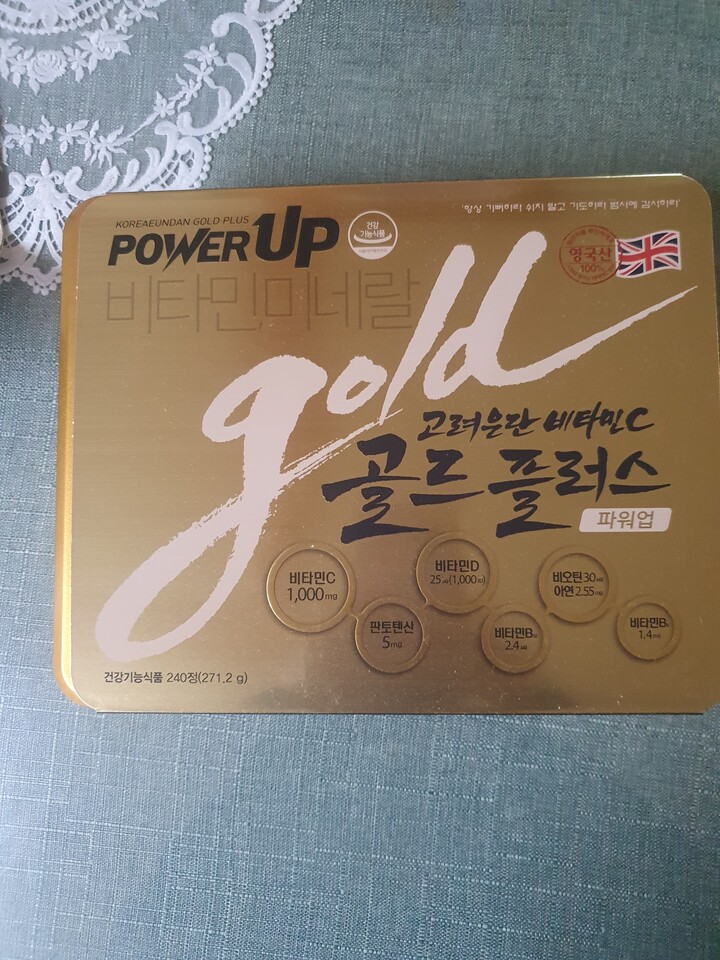 '항상 기뻐하라 쉬지 말고 기도하라 범사에 감사하라'
KOREAEUNDAN GOLD PLUS
POWER UP
건강
기능식품
영국산
100%
비타민미네랄
gold
고려은단 비타민C
골드 플러스
파워업
비타민C
1,000mg
판토텐산
5mg
비타민D
25㎍(1,000IU)
비타민B12
2.4㎍
비오틴30㎍
아연2.55mg
1.4mg
건강기능식품 240정(271.2 g)